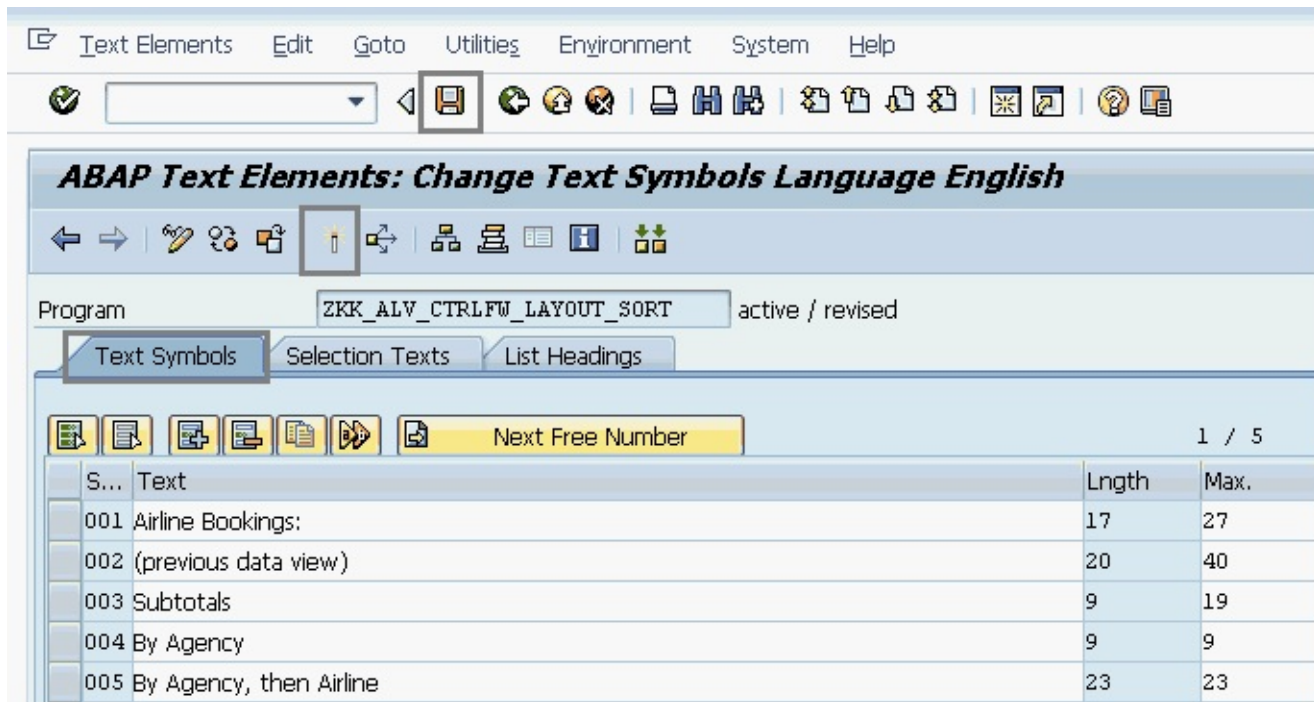 Text Elements Edit Goto Utilities Environment System Help
ABAP Text Elements: Change Text Symbols Language English
Program ZKK_ALV_CTRLFW_LAYOUT_SORT active / revised
Text Symbols Selection Texts List Headings
Next Free Number 1 / 5
S... Text Lngth Max.
001 Airline Bookings: 17 27
002 (previous data view) 20 40
003 Subtotals 9 19
004 By Agency 9 9
005 By Agency, then Airline 23 23